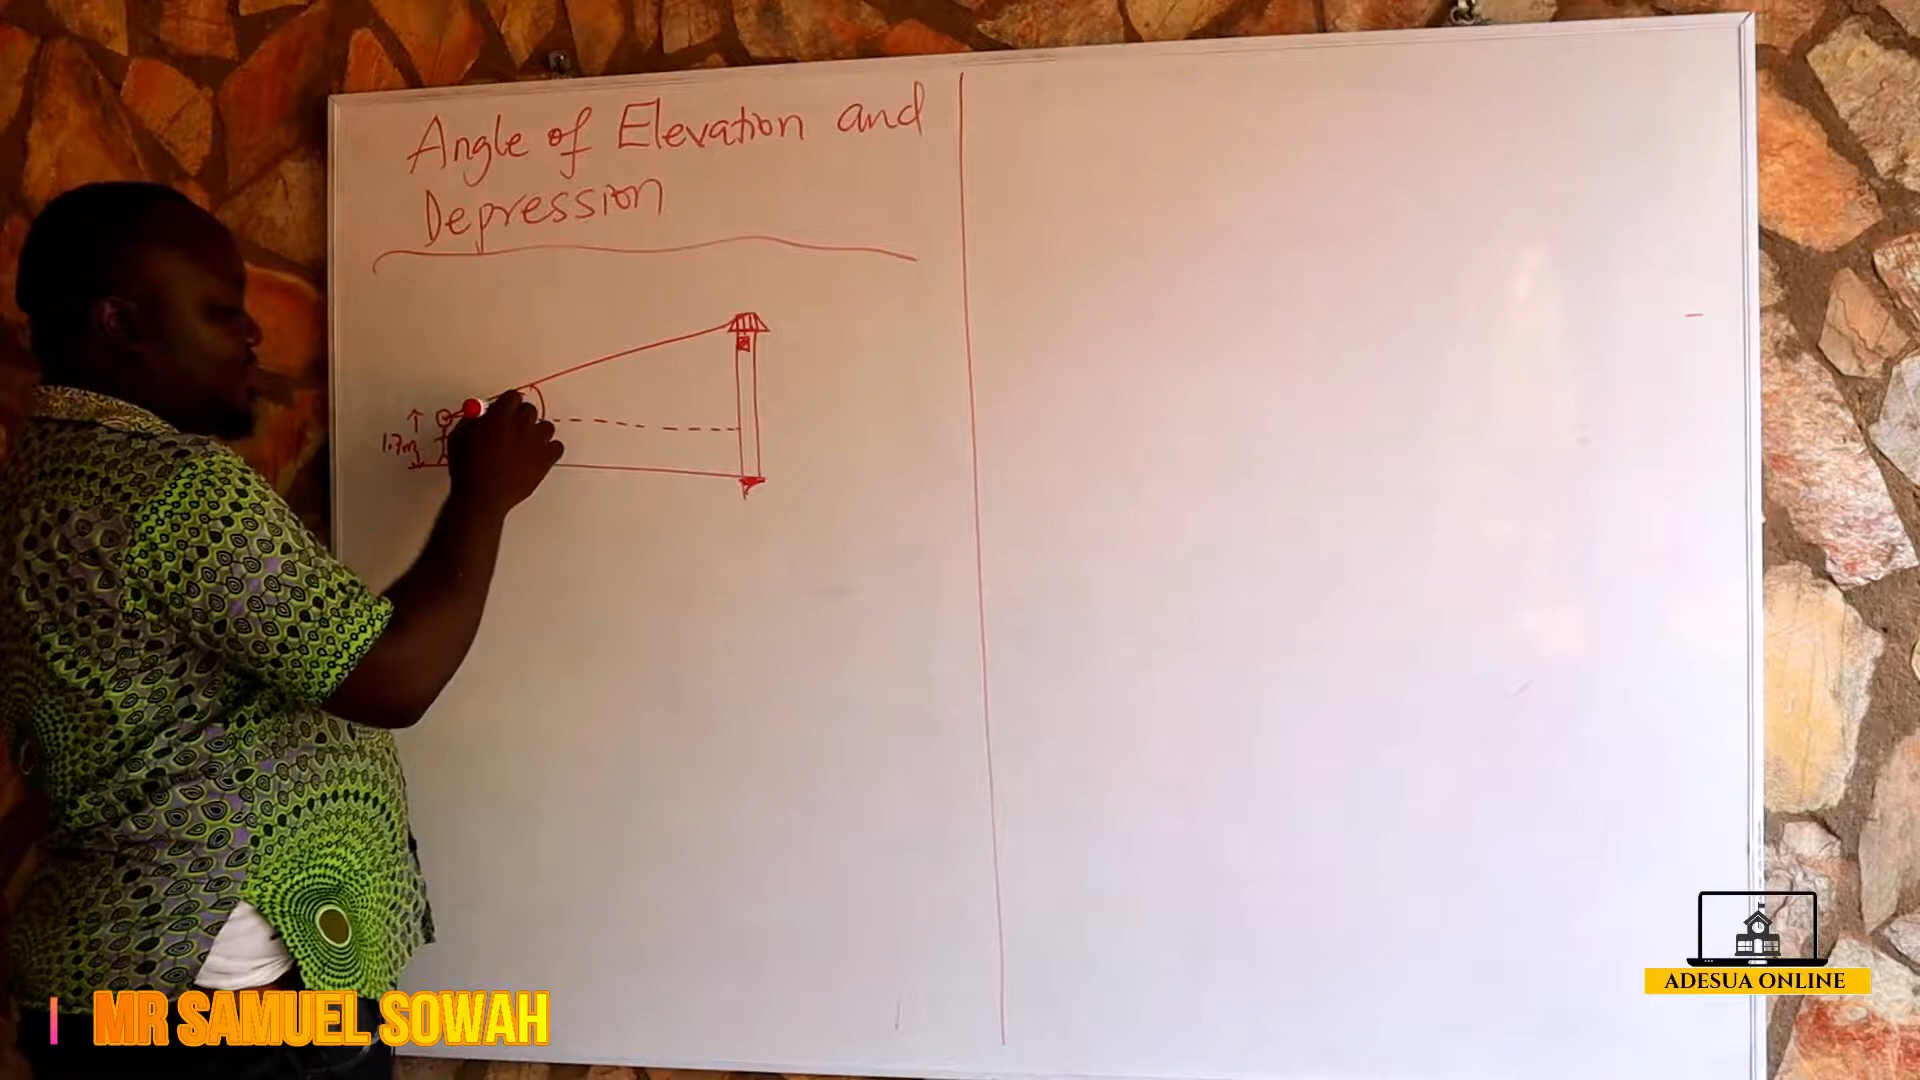 Angle of Elevation and
Depression
1.7m
MR SAMUEL SOWAH
ADESUA ONLINE